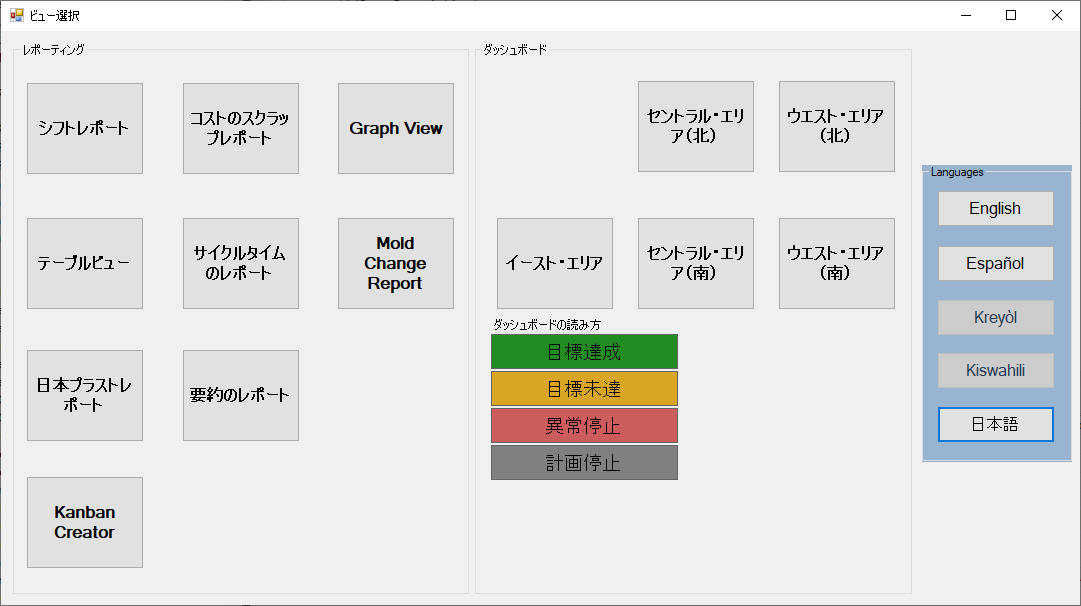 ビュー選択
レポーティング
シフトレポート
コストのスクラッ
プレポート
Graph View
テーブルビュー
サイクルタイム
のレポート
Mold
Change
Report
日本プラストレ
ポート
要約のレポート
Kanban
Creator
ダッシュボード
セントラル・エリ
ア(北)
ウエスト・エリア
(北)
イースト・エリア
セントラル・エリ
ア(南)
ウエスト・エリア
(南)
ダッシュボードの読み方
目標達成
目標未達
異常停止
計画停止
Languages
English
Español
Kreyòl
Kiswahili
日本語